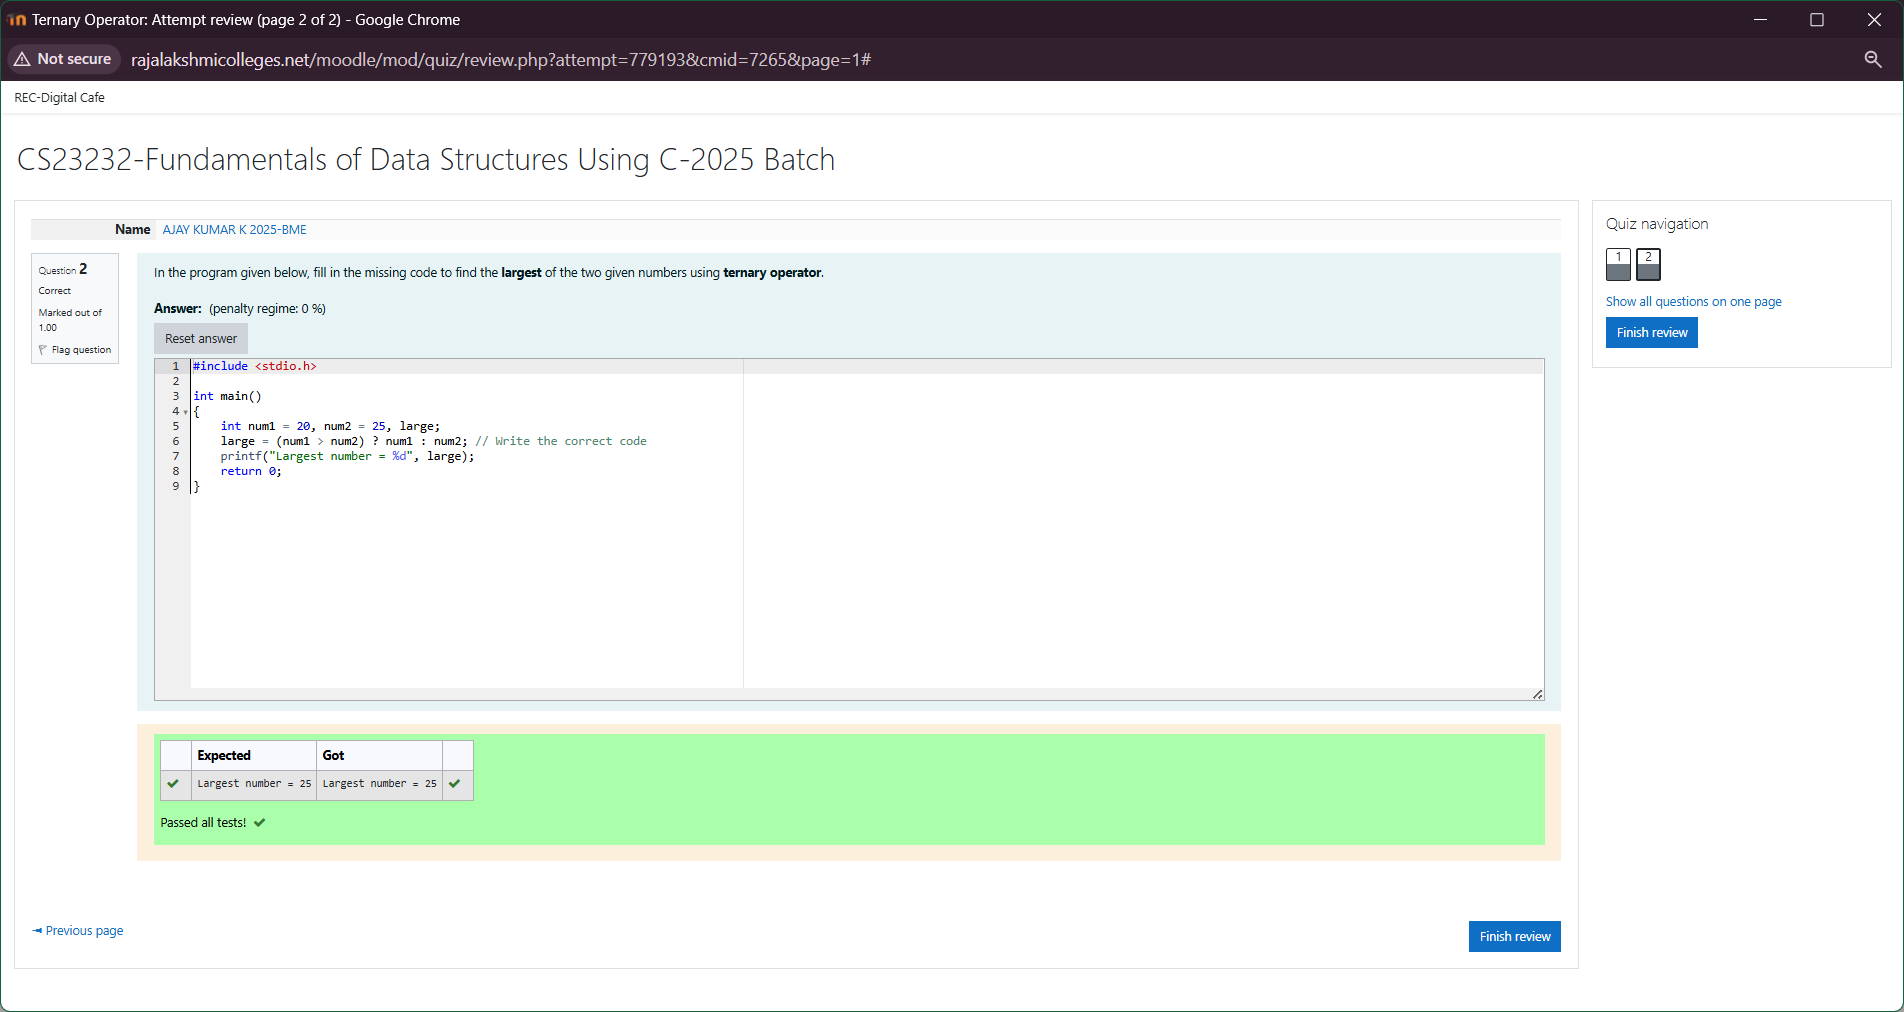 Ternary Operator: Attempt review (page 2 of 2) - Google Chrome
Not secure
rajalakshmicolleges.net/moodle/mod/quiz/review.php?attempt=779193&cmid=7265&page=1#
REC-Digital Cafe
CS23232-Fundamentals of Data Structures Using C-2025 Batch
Name AJAY KUMAR K 2025-BME
Question 2
Correct
Marked out of
1.00
Flag question
In the program given below, fill in the missing code to find the largest of the two given numbers using ternary operator.
Answer: (penalty regime: 0 %)
Reset answer
1 #include <stdio.h>
2
3 int main()
4 {
5     int num1 = 20, num2 = 25, large;
6     large = (num1 > num2) ? num1 : num2; // Write the correct code
7     printf("Largest number = %d", large);
8     return 0;
9 }
Expected Got
Largest number = 25 Largest number = 25
Passed all tests!
Previous page
Finish review
Quiz navigation
1 2
Show all questions on one page
Finish review